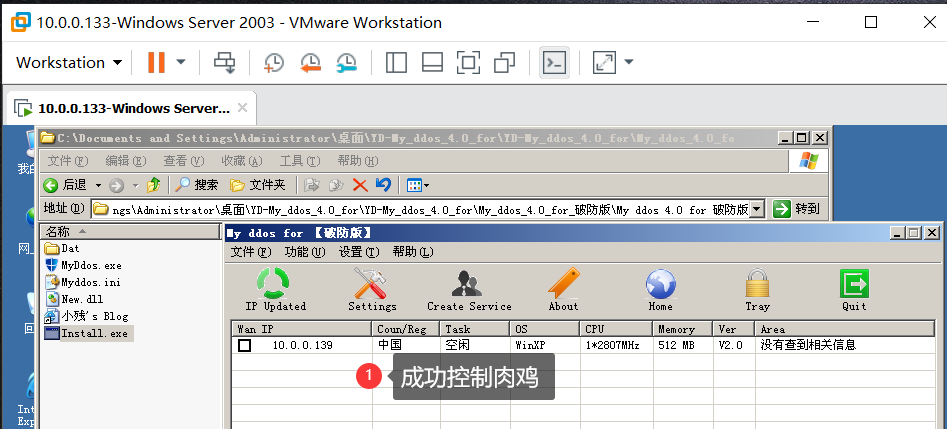 10.0.0.133-Windows Server 2003 - VMware Workstation
Workstation
10.0.0.133-Windows Server...
C:\Documents and Settings\Administrator\桌面\YD-My_ddos_4.0_for\YD-My_ddos_4.0_for\My_ddos_4.0_fo
文件(F) 编辑(E) 查看(V) 收藏(A) 工具(T) 帮助(H)
后退 搜索 文件夹
地址(D) ngs\Administrator\桌面\YD-My_ddos_4.0_for\YD-My_ddos_4.0_for\My_ddos_4.0_for_破防版\My ddos 4.0 for 破防版 转到
名称
Dat
MyDdos.exe
Myddos.ini
New.dll
小残's Blog
Install.exe
My ddos for 【破防版】
文件(F) 功能(U) 设置(T) 帮助(L)
IP Updated Settings Create Service About Home Tray Quit
Wan IP Coun/Reg Task OS CPU Memory Ver Area
10.0.0.139 中国 空闲 WinXP 1*2807MHz 512 MB V2.0 没有查到相关信息
1 成功控制肉鸡
我的
网上
回
Int
Exp